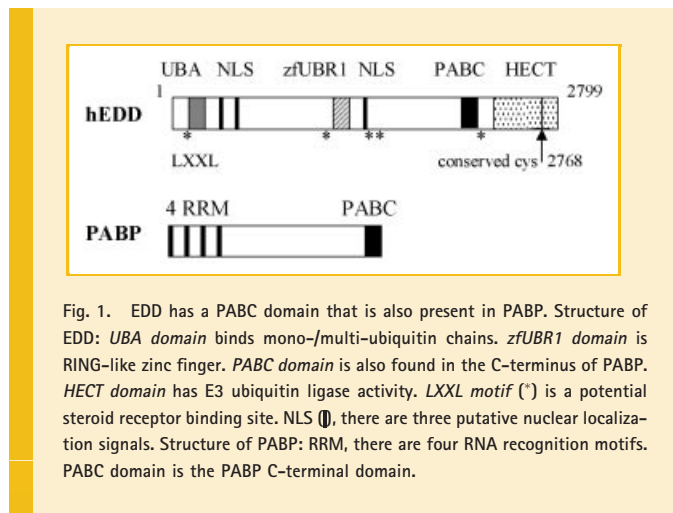 UBA NLS zfUBR1 NLS PABC HECT
1 2799
hEDD
* * ** *
LXXL conserved cys 2768
4 RRM PABC
PABP
Fig. 1. EDD has a PABC domain that is also present in PABP. Structure of
EDD: UBA domain binds mono-/multi-ubiquitin chains. zfUBR1 domain is
RING-like zinc finger. PABC domain is also found in the C-terminus of PABP.
HECT domain has E3 ubiquitin ligase activity. LXXL motif (*) is a potential
steroid receptor binding site. NLS (|), there are three putative nuclear localiza-
tion signals. Structure of PABP: RRM, there are four RNA recognition motifs.
PABC domain is the PABP C-terminal domain.